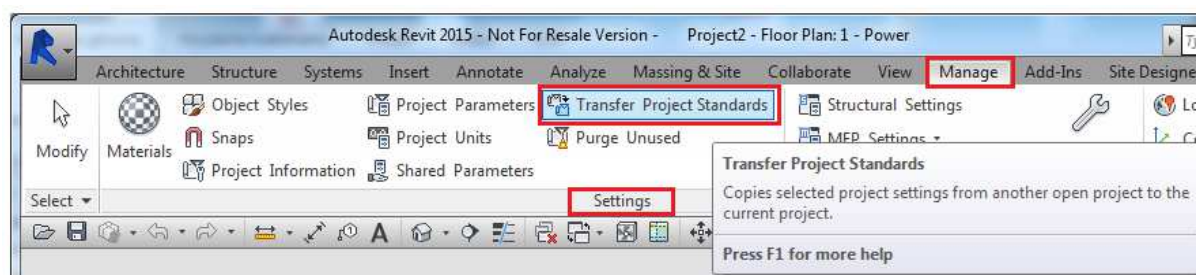 Autodesk Revit 2015 - Not For Resale Version - Project2 - Floor Plan: 1 - Power
Architecture Structure Systems Insert Annotate Analyze Massing & Site Collaborate View Manage Add-Ins Site Designe
Object Styles Project Parameters Transfer Project Standards Structural Settings
Snaps Project Units Purge Unused MEP Settings
Modify Materials
Project Information Shared Parameters
Select Settings
Transfer Project Standards
Copies selected project settings from another open project to the
current project.
Press F1 for more help